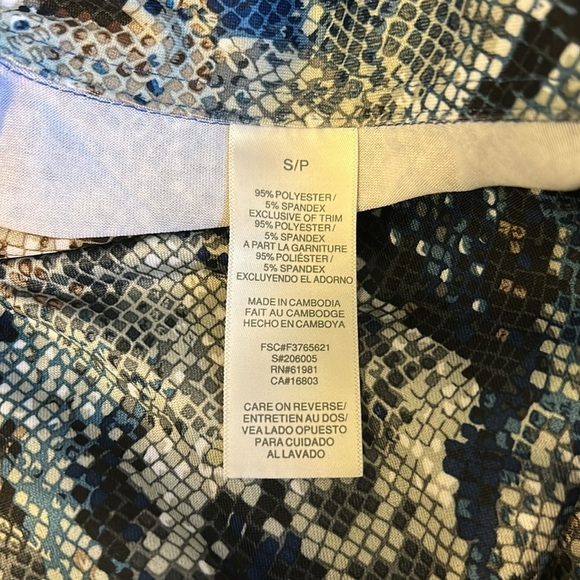 S/P
95% POLYESTER/
5% SPANDEX
EXCLUSIVE OF TRIM
95% POLYESTER/
5% SPANDEX
A PART LA GARNITURE
95% POLIÉSTER/
5% SPANDEX
EXCLUYENDO EL ADORNO
MADE IN CAMBODIA
FAIT AU CAMBODGE
HECHO EN CAMBOYA
FSC#F3765621
S#206005
RN#61981
CA#16803
CARE ON REVERSE/
ENTRETIEN AU DOS/
VEA LADO OPUESTO
PARA CUIDADO
AL LAVADO